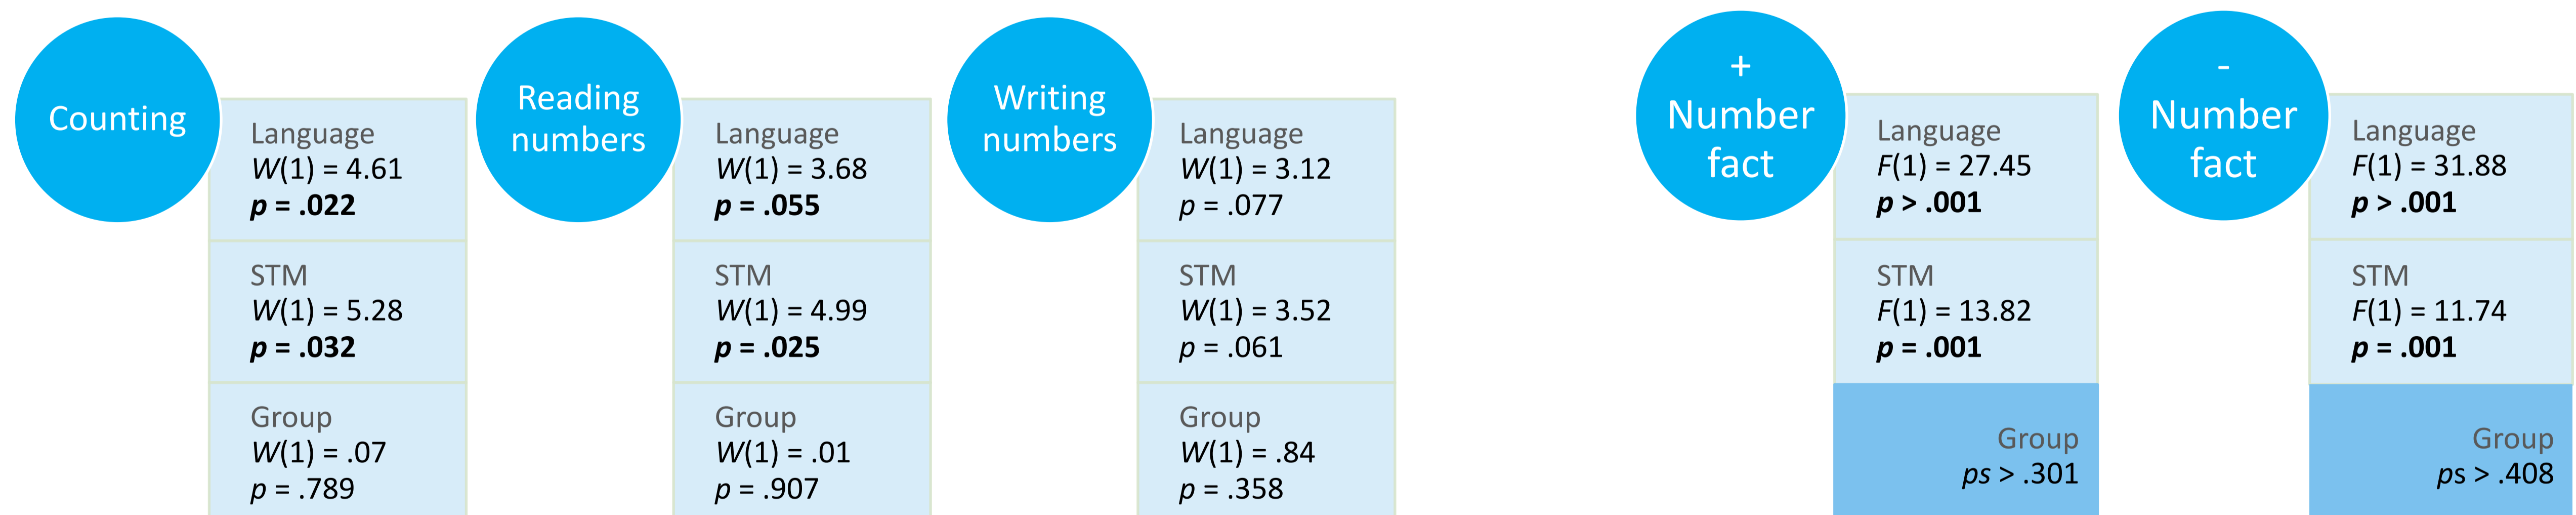 Counting
Language
W(1) = 4.61
p = .022
STM
W(1) = 5.28
p = .032
Group
W(1) = .07
p = .789
Reading
numbers
Language
W(1) = 3.68
p = .055
STM
W(1) = 4.99
p = .025
Group
W(1) = .01
p = .907
Writing
numbers
Language
W(1) = 3.12
p = .077
STM
W(1) = 3.52
p = .061
Group
W(1) = .84
p = .358
+
Number
fact
Language
F(1) = 27.45
p > .001
STM
F(1) = 13.82
p = .001
Group
ps > .301
-
Number
fact
Language
F(1) = 31.88
p > .001
STM
F(1) = 11.74
p = .001
Group
ps > .408